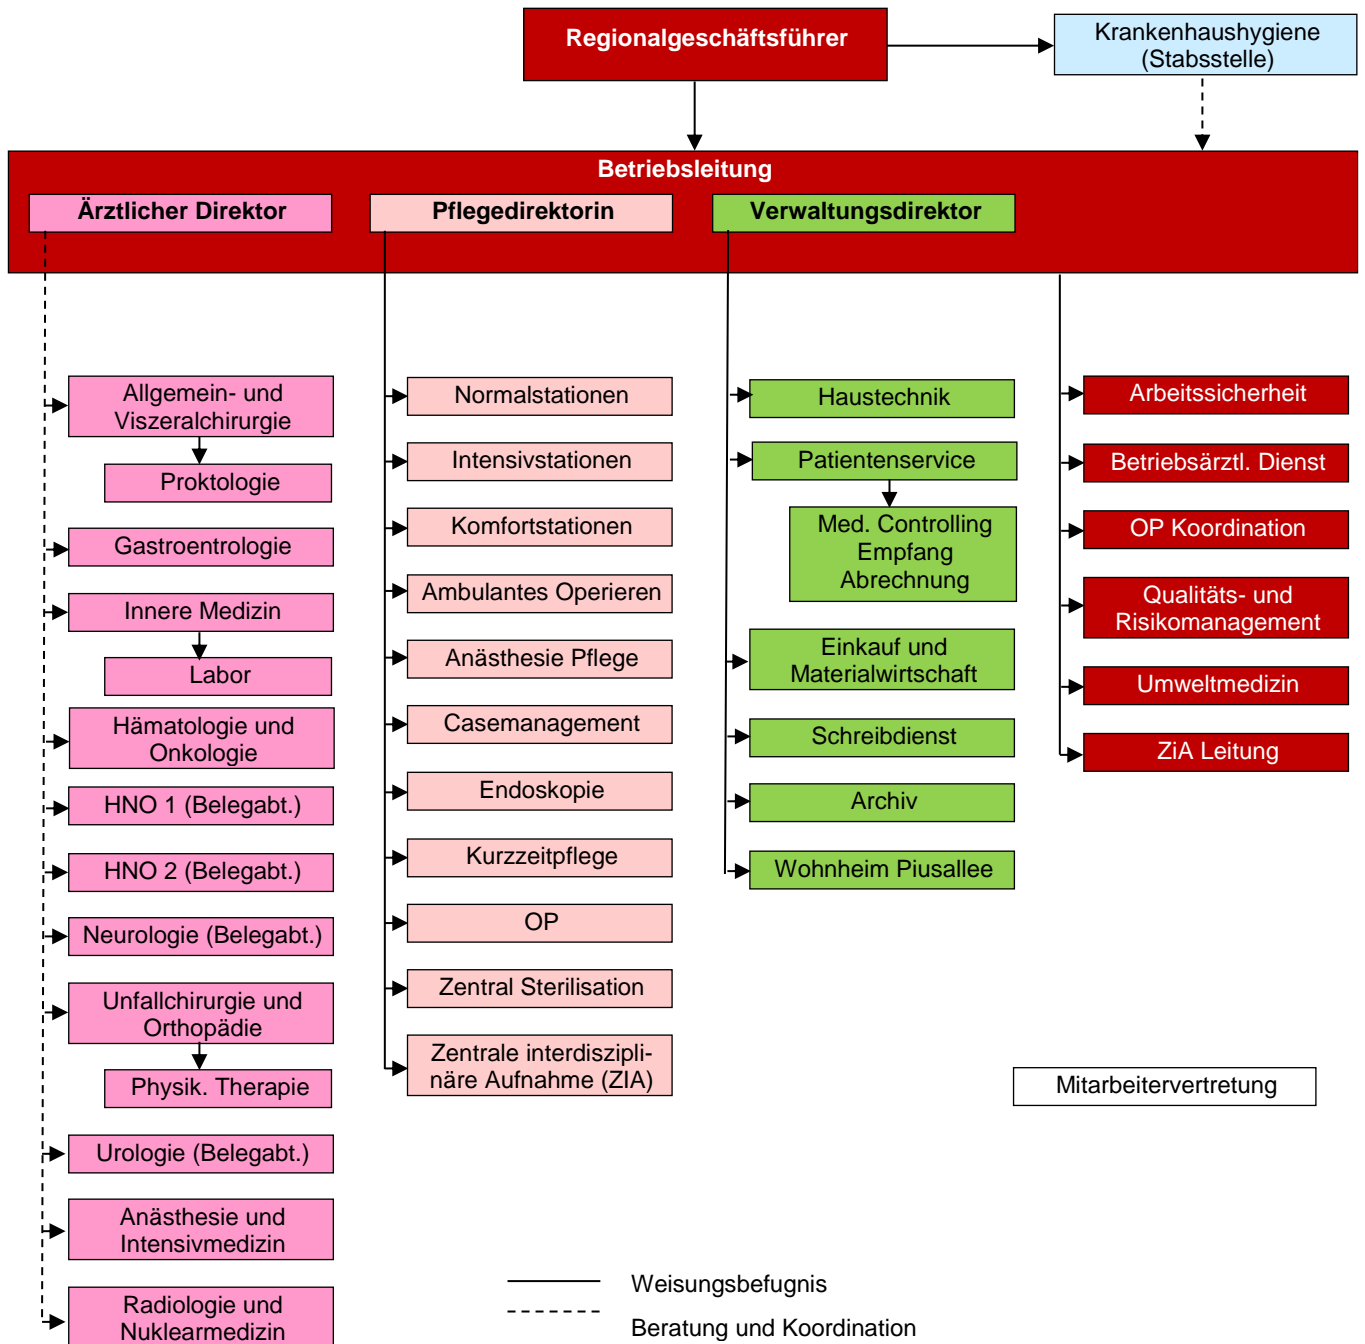 Regionalgeschäftsführer
Krankenhaushygiene
(Stabsstelle)
Betriebsleitung
Ärztlicher Direktor
Pflegedirektorin
Verwaltungsdirektor
Allgemein- und
Viszeralchirurgie
Proktologie
Gastroentrologie
Innere Medizin
Labor
Hämatologie und
Onkologie
HNO 1 (Belegabt.)
HNO 2 (Belegabt.)
Neurologie (Belegabt.)
Unfallchirurgie und
Orthopädie
Physik. Therapie
Urologie (Belegabt.)
Anästhesie und
Intensivmedizin
Radiologie und
Nuklearmedizin
Normalstationen
Intensivstationen
Komfortstationen
Ambulantes Operieren
Anästhesie Pflege
Casemanagement
Endoskopie
Kurzzeitpflege
OP
Zentral Sterilisation
Zentrale interdiszipli-
näre Aufnahme (ZIA)
Haustechnik
Patientenservice
Med. Controlling
Empfang
Abrechnung
Einkauf und
Materialwirtschaft
Schreibdienst
Archiv
Wohnheim Piusallee
Arbeitssicherheit
Betriebsärztl. Dienst
OP Koordination
Qualitäts- und
Risikomanagement
Umweltmedizin
ZiA Leitung
Mitarbeitervertretung
Weisungsbefugnis
Beratung und Koordination